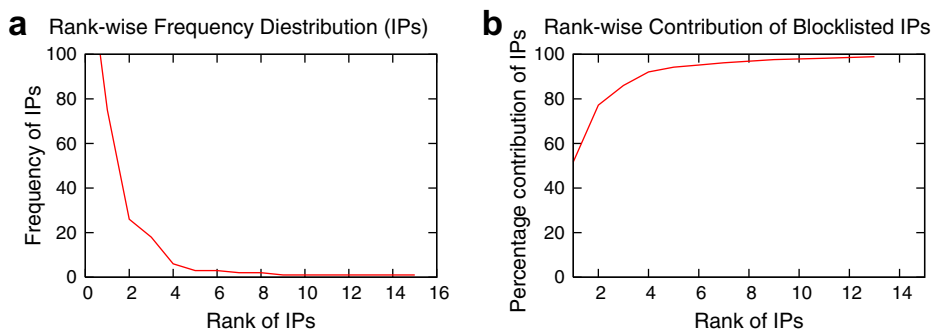 a Rank-wise Frequency Diestribution (IPs)
100
80
60
40
20
0
Frequency of IPs
0 2 4 6 8 10 12 14 16
Rank of IPs
b Rank-wise Contribution of Blocklisted IPs
100
80
60
40
20
0
Percentage contribution of IPs
2 4 6 8 10 12 14
Rank of IPs